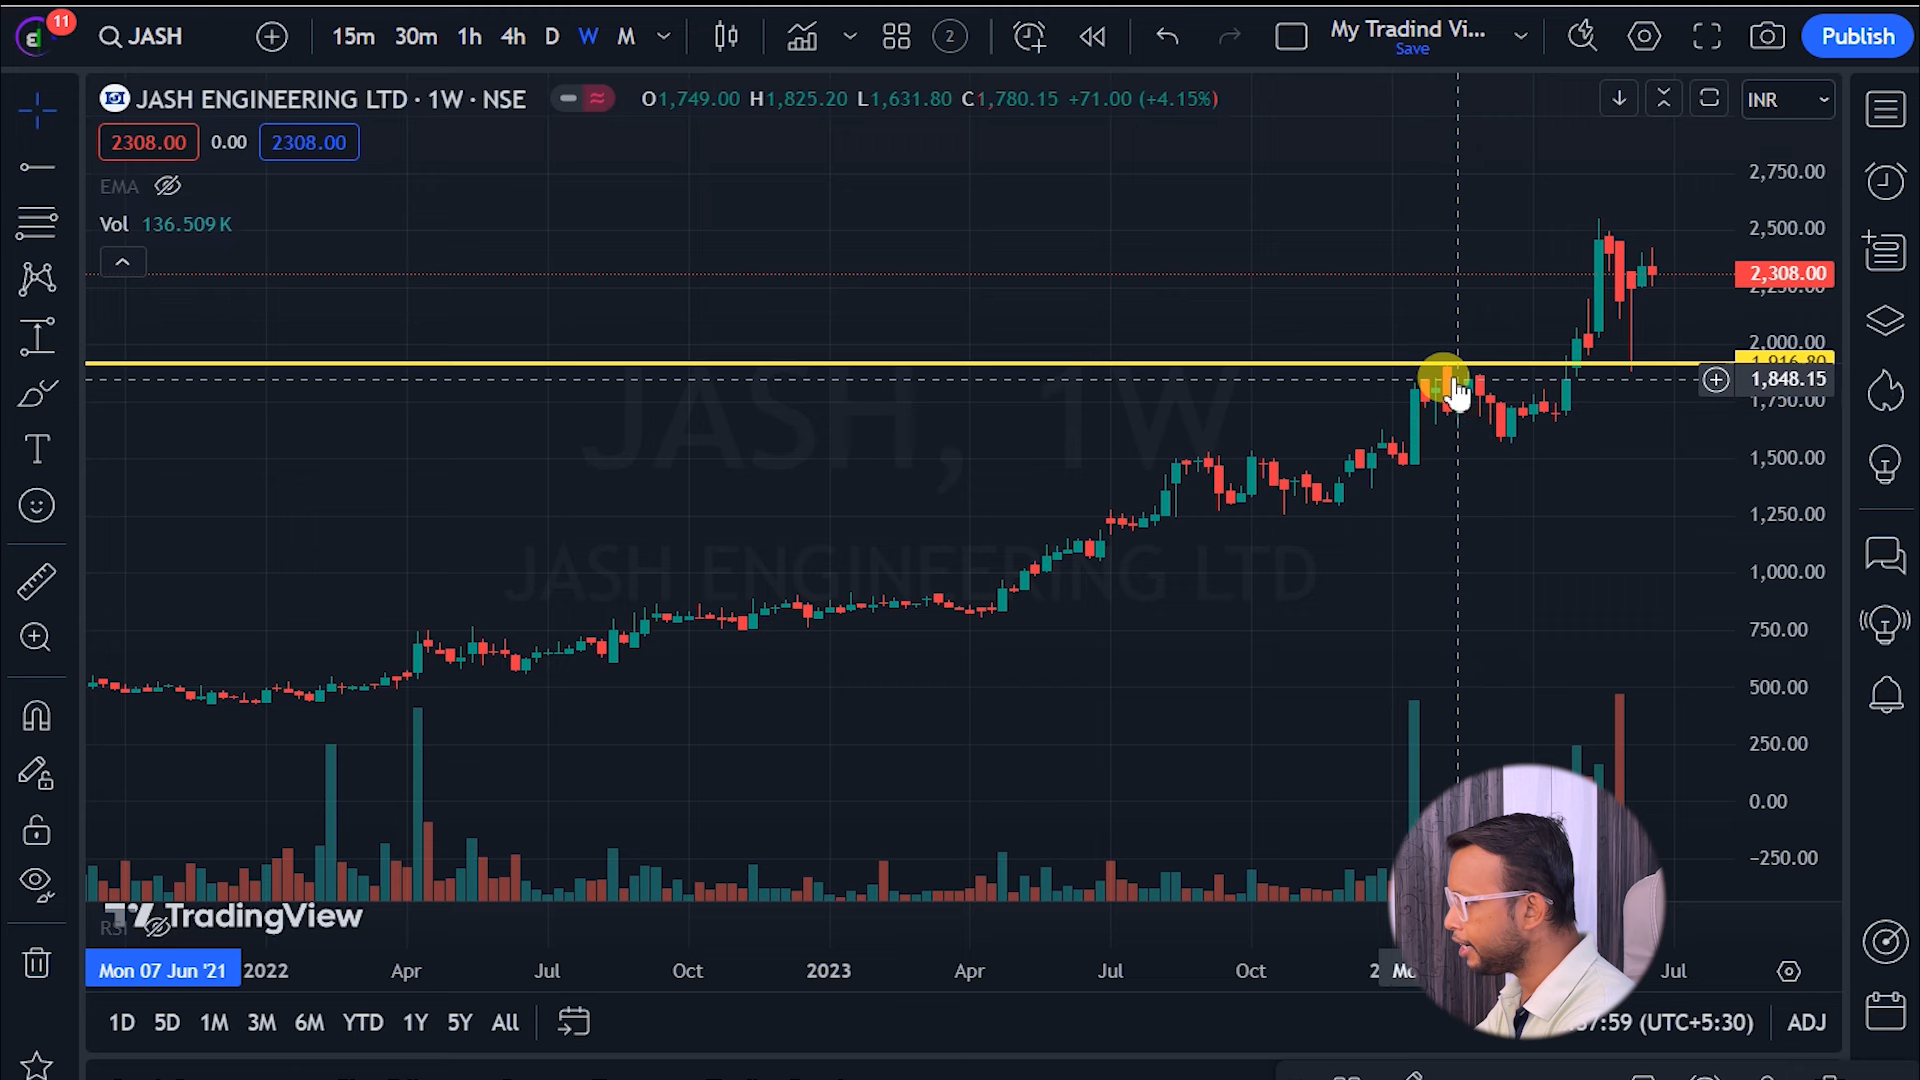 11
JASH
15m 30m 1h 4h D W M
2
My Tradind Vi...
Save
Publish
JASH ENGINEERING LTD · 1W · NSE
O1,749.00 H1,825.20 L1,631.80 C1,780.15 +71.00 (+4.15%)
INR
2308.00 0.00 2308.00
EMA
Vol 136.509 K
2,750.00
2,500.00
2,308.00
2,250.00
2,000.00
1,916.80
1,848.15
1,750.00
1,500.00
1,250.00
1,000.00
750.00
500.00
250.00
0.00
−250.00
JASH, 1W
JASH ENGINEERING LTD
TradingView
RSI
Mon 07 Jun '21 2022 Apr Jul Oct 2023 Apr Jul Oct Jul
1D 5D 1M 3M 6M YTD 1Y 5Y All
:59 (UTC+5:30) ADJ